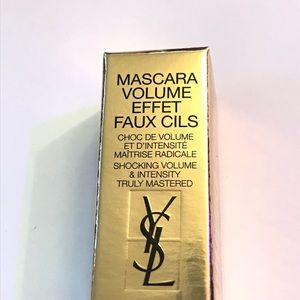 MASCARA
VOLUME
EFFET
FAUX CILS
CHOC DE VOLUME
ET D'INTENSITÉ
MAÎTRISE RADICALE
SHOCKING VOLUME
& INTENSITY
TRULY MASTERED
YSL